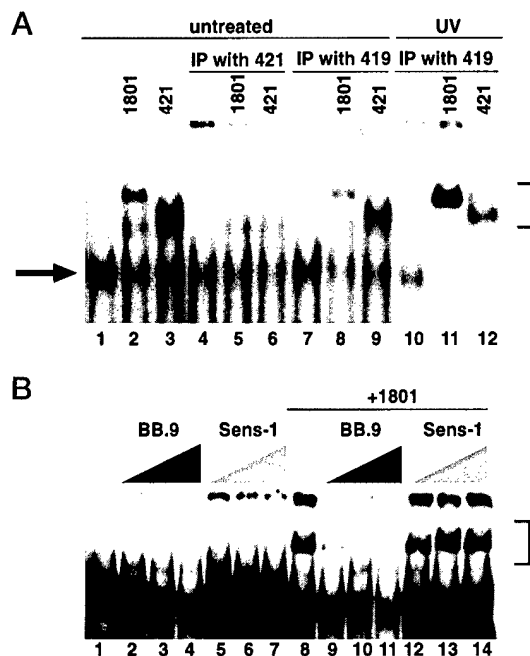 A
untreated UV
IP with 421 IP with 419 IP with 419
1801 421 1801 421 1801 421 1801 421
1 2 3 4 5 6 7 8 9 10 11 12
B
+1801
BB.9 Sens-1 BB.9 Sens-1
1 2 3 4 5 6 7 8 9 10 11 12 13 14